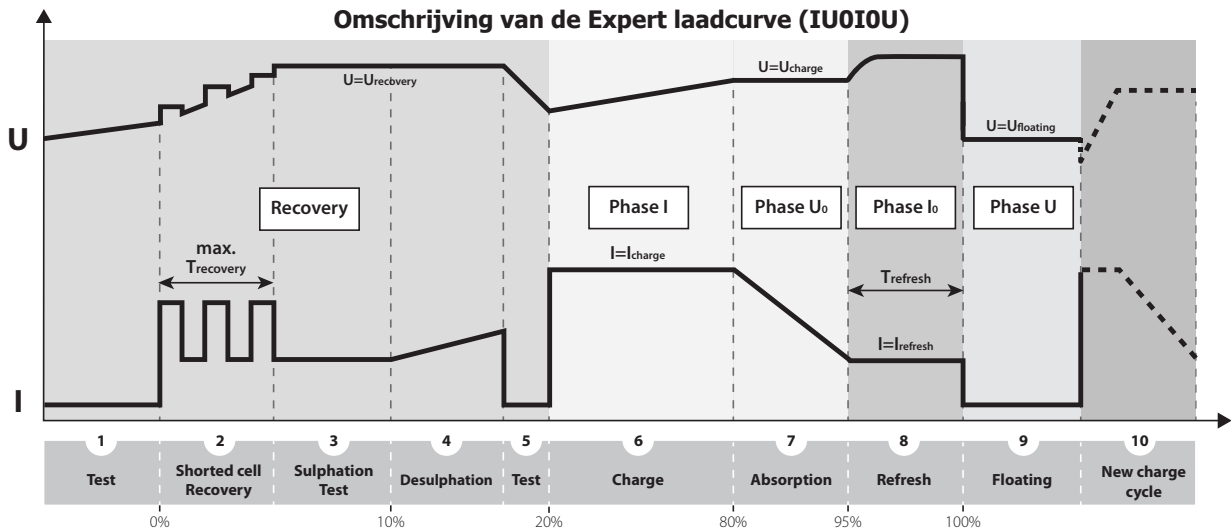 Omschrijving van de Expert laadcurve (IU0I0U)
U
U=Urecovery
U=Ucharge
U=Ufloating
Recovery
Phase I
Phase U0
Phase I0
Phase U
max.
Trecovery
I=Icharge
Trefresh
I=Irefresh
I
1
2
3
4
5
6
7
8
9
10
Test
Shorted cell
Recovery
Sulphation
Test
Desulphation
Test
Charge
Absorption
Refresh
Floating
New charge
cycle
0%
10%
20%
80%
95%
100%